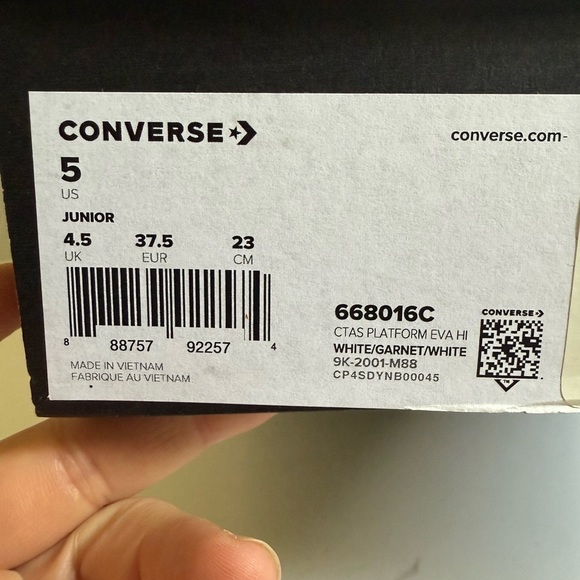 CONVERSE
converse.com
5
US
JUNIOR
4.5 37.5 23
UK EUR CM
8 88757 92257 4
MADE IN VIETNAM
FABRIQUE AU VIETNAM
668016C
CTAS PLATFORM EVA HI
WHITE/GARNET/WHITE
9K-2001-M88
CP4SDYNB00045
CONVERSE